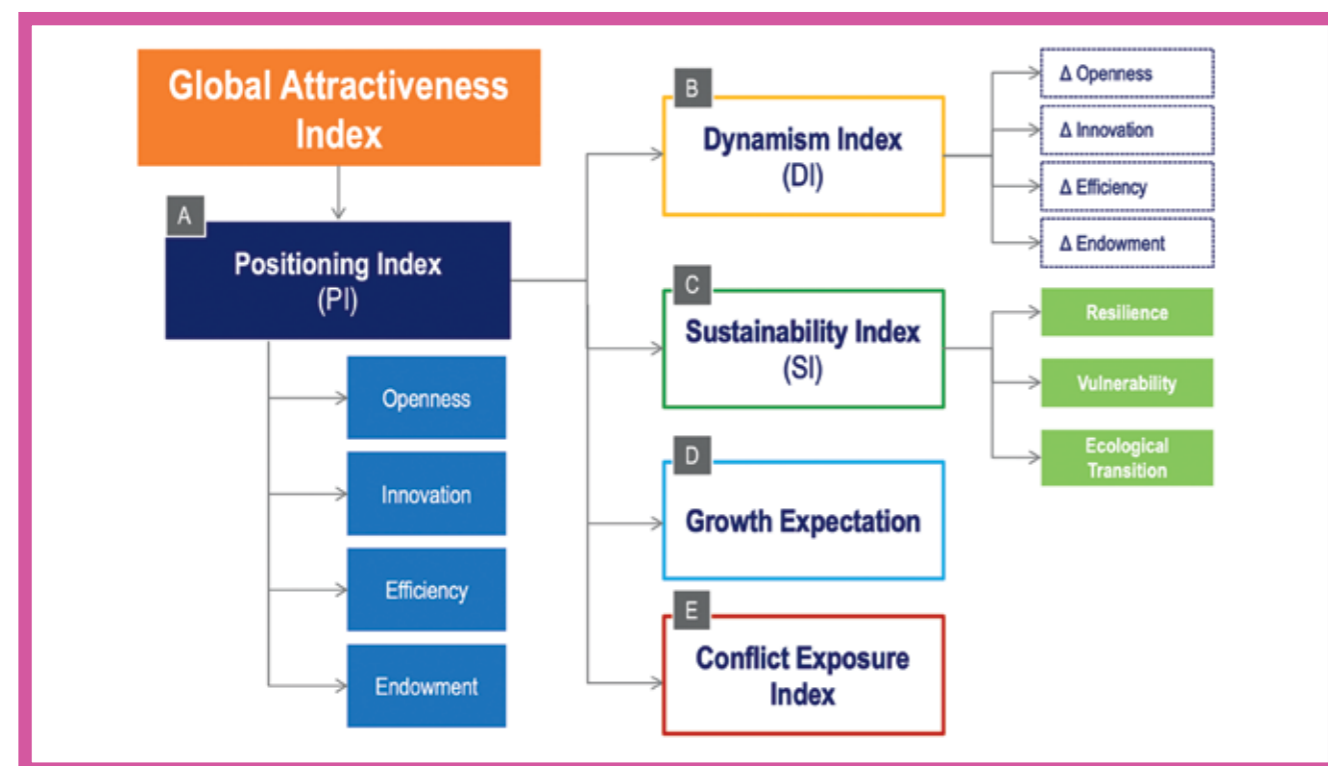 Global Attractiveness
Index
A
Positioning Index
(PI)
Openness
Innovation
Efficiency
Endowment
B
Dynamism Index
(DI)
Δ Openness
Δ Innovation
Δ Efficiency
Δ Endowment
C
Sustainability Index
(SI)
Resilience
Vulnerability
Ecological
Transition
D
Growth Expectation
E
Conflict Exposure
Index